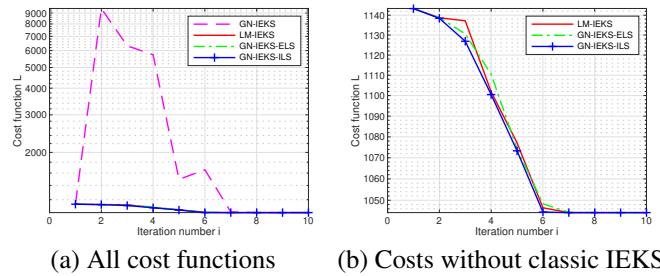 9000
8000
7000
6000
5000
4000
3000
2000
Cost function L
GN-IEKS
LM-IEKS
GN-IEKS-ELS
GN-IEKS-ILS
0 2 4 6 8 10
Iteration number i
(a) All cost functions
1140
1130
1120
1110
1100
1090
1080
1070
1060
1050
Cost function L
LM-IEKS
GN-IEKS-ELS
GN-IEKS-ILS
0 2 4 6 8 10
Iteration number i
(b) Costs without classic IEKS